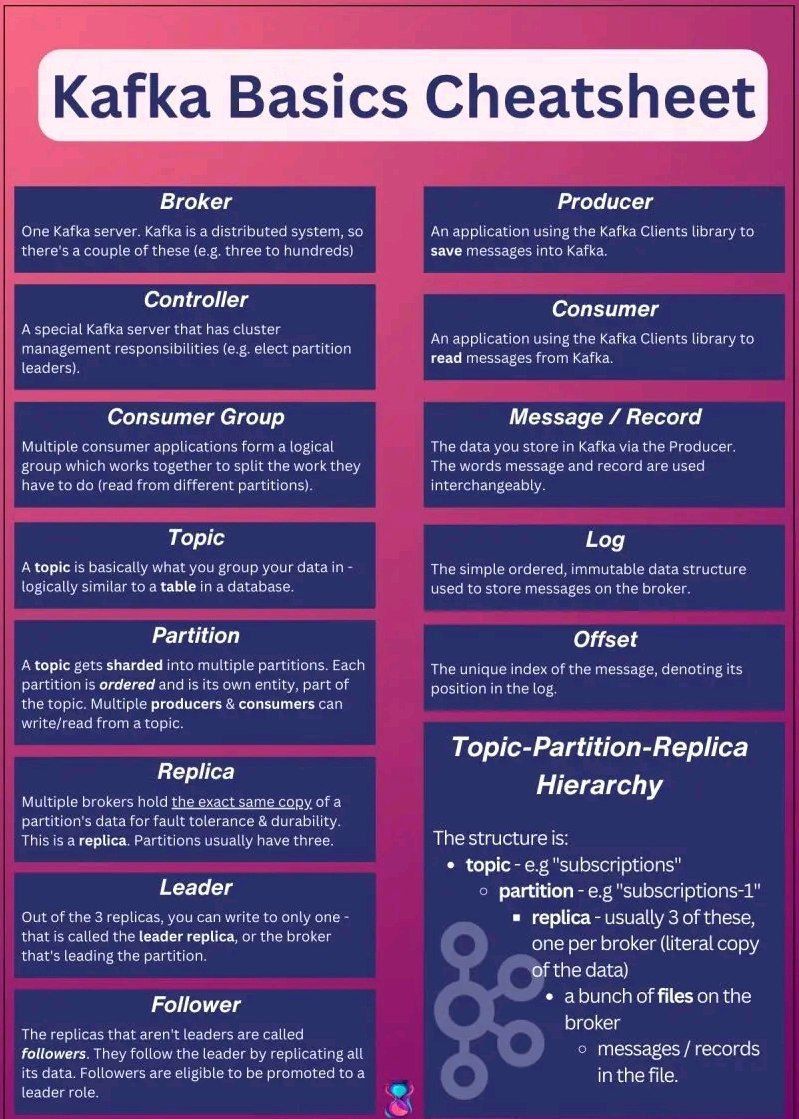 Kafka Basics Cheatsheet
Broker
One Kafka server. Kafka is a distributed system, so
there's a couple of these (e.g. three to hundreds)
Controller
A special Kafka server that has cluster
management responsibilities (e.g. elect partition
leaders).
Consumer Group
Multiple consumer applications form a logical
group which works together to split the work they
have to do (read from different partitions).
Topic
A topic is basically what you group your data in -
logically similar to a table in a database.
Partition
A topic gets sharded into multiple partitions. Each
partition is ordered and is its own entity, part of
the topic. Multiple producers & consumers can
write/read from a topic.
Replica
Multiple brokers hold the exact same copy of a
partition's data for fault tolerance & durability.
This is a replica. Partitions usually have three.
Leader
Out of the 3 replicas, you can write to only one -
that is called the leader replica, or the broker
that's leading the partition.
Follower
The replicas that aren't leaders are called
followers. They follow the leader by replicating all
its data. Followers are eligible to be promoted to a
leader role.
Producer
An application using the Kafka Clients library to
save messages into Kafka.
Consumer
An application using the Kafka Clients library to
read messages from Kafka.
Message / Record
The data you store in Kafka via the Producer.
The words message and record are used
interchangeably.
Log
The simple ordered, immutable data structure
used to store messages on the broker.
Offset
The unique index of the message, denoting its
position in the log.
Topic-Partition-Replica
Hierarchy
The structure is:
• topic - e.g "subscriptions"
◦ partition - e.g "subscriptions-1"
▪ replica - usually 3 of these,
one per broker (literal copy
of the data)
• a bunch of files on the
broker
◦ messages / records
in the file.